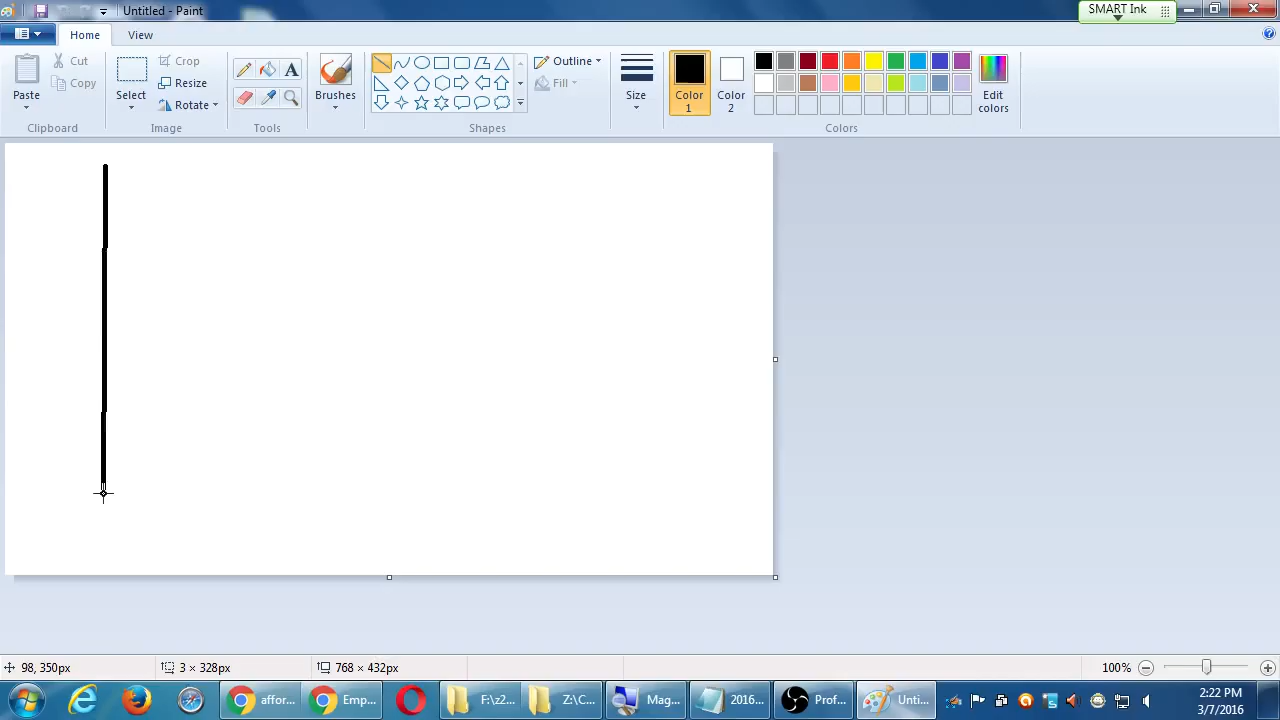 Untitled - Paint
SMART Ink
Home
View
Paste
Cut
Copy
Clipboard
Select
Crop
Resize
Rotate
Image
A
Tools
Brushes
Outline
Fill
Shapes
Size
Color 1
Color 2
Edit colors
Colors
98, 350px
3 × 328px
768 × 432px
100%
affor...
Emp...
F:\z2...
Z:\C...
Mag...
2016...
Prof...
Unti...
2:22 PM
3/7/2016